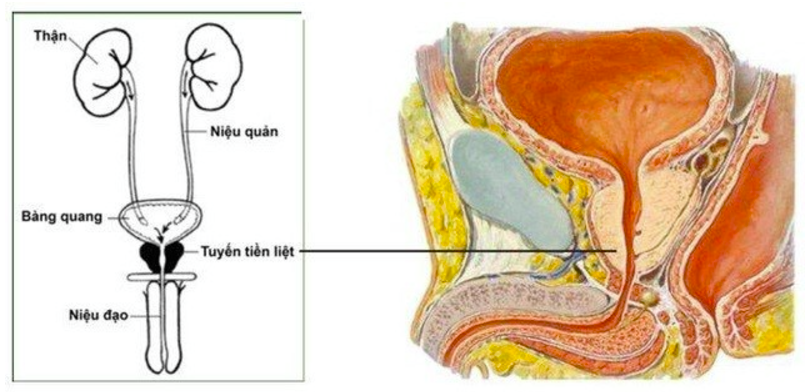 Thận
Niệu quản
Bàng quang
Tuyến tiền liệt
Niệu đạo